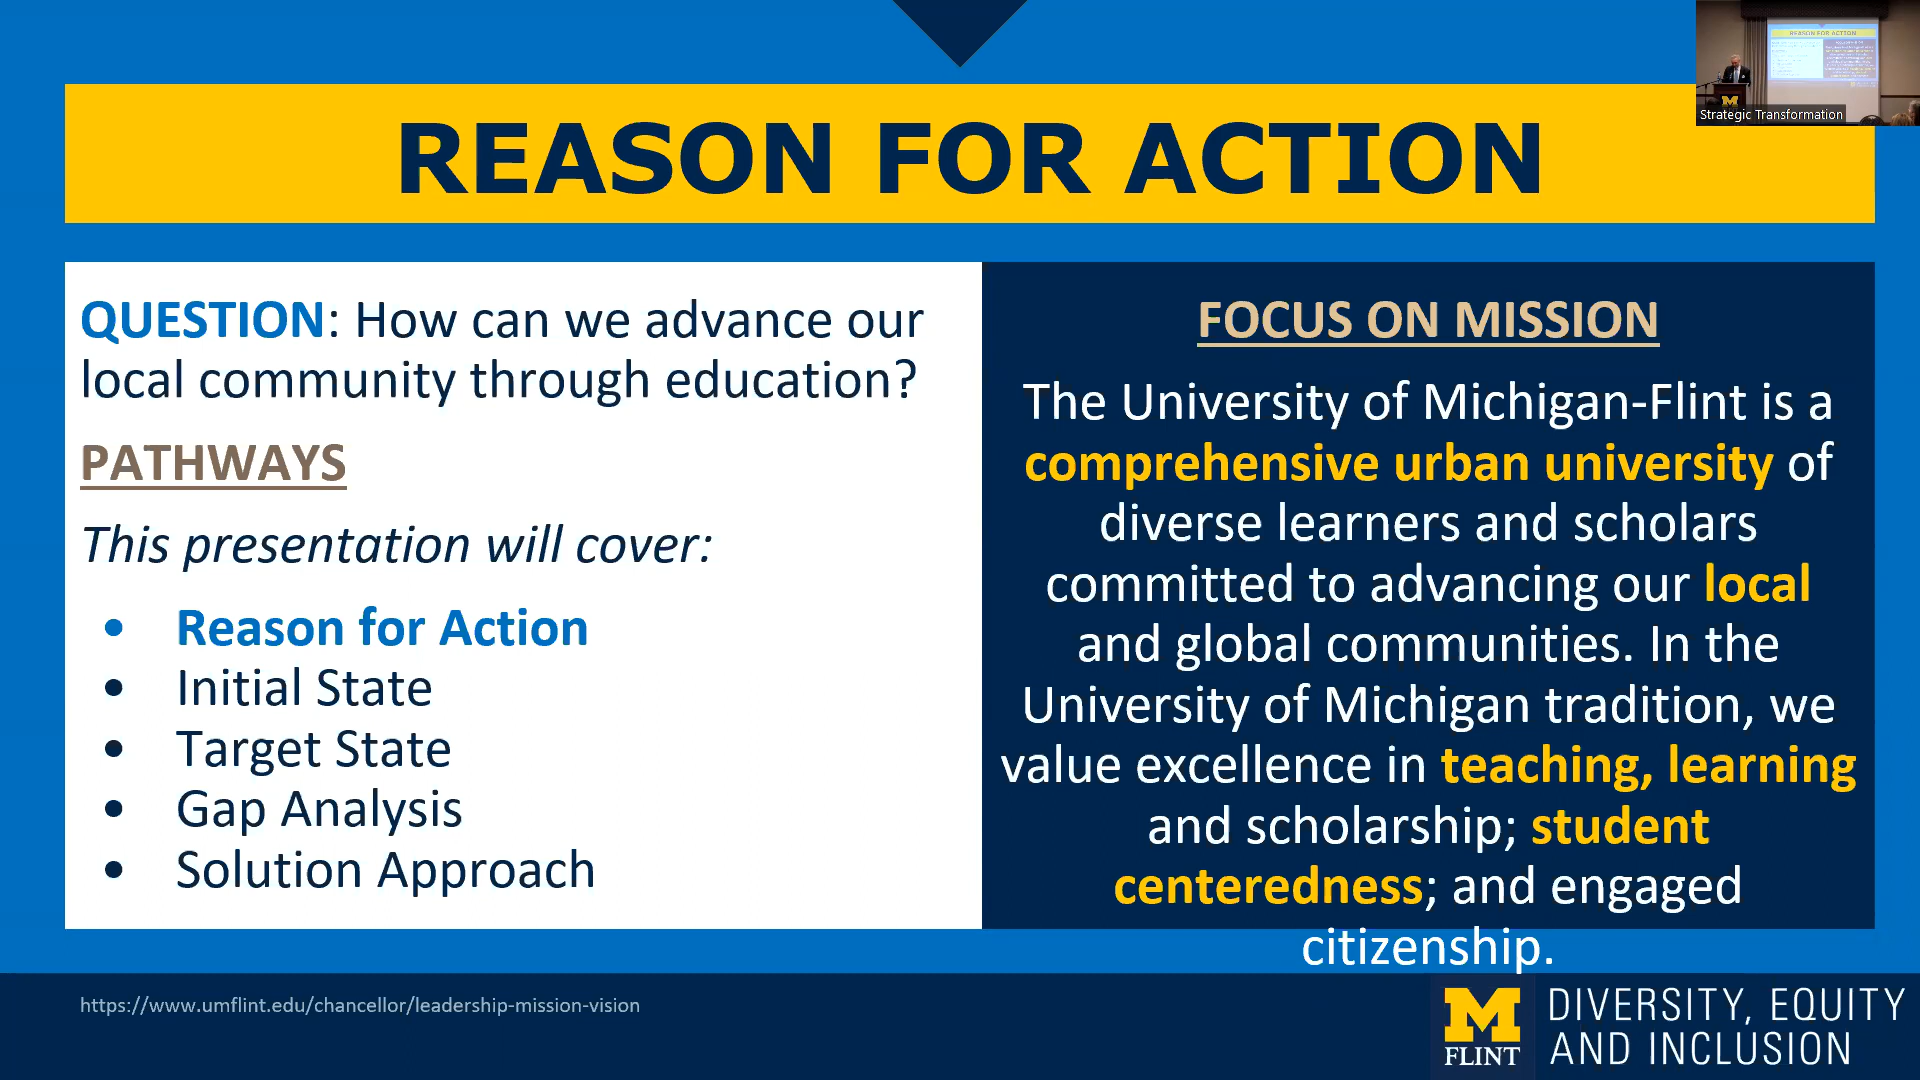 REASON FOR ACTION
Strategic Transformation
REASON FOR ACTION
QUESTION: How can we advance our
local community through education?
PATHWAYS
This presentation will cover:
• Reason for Action
• Initial State
• Target State
• Gap Analysis
• Solution Approach
FOCUS ON MISSION
The University of Michigan-Flint is a
comprehensive urban university of
diverse learners and scholars
committed to advancing our local
and global communities. In the
University of Michigan tradition, we
value excellence in teaching, learning
and scholarship; student
centeredness; and engaged
citizenship.
https://www.umflint.edu/chancellor/leadership-mission-vision
M
FLINT
DIVERSITY, EQUITY
AND INCLUSION